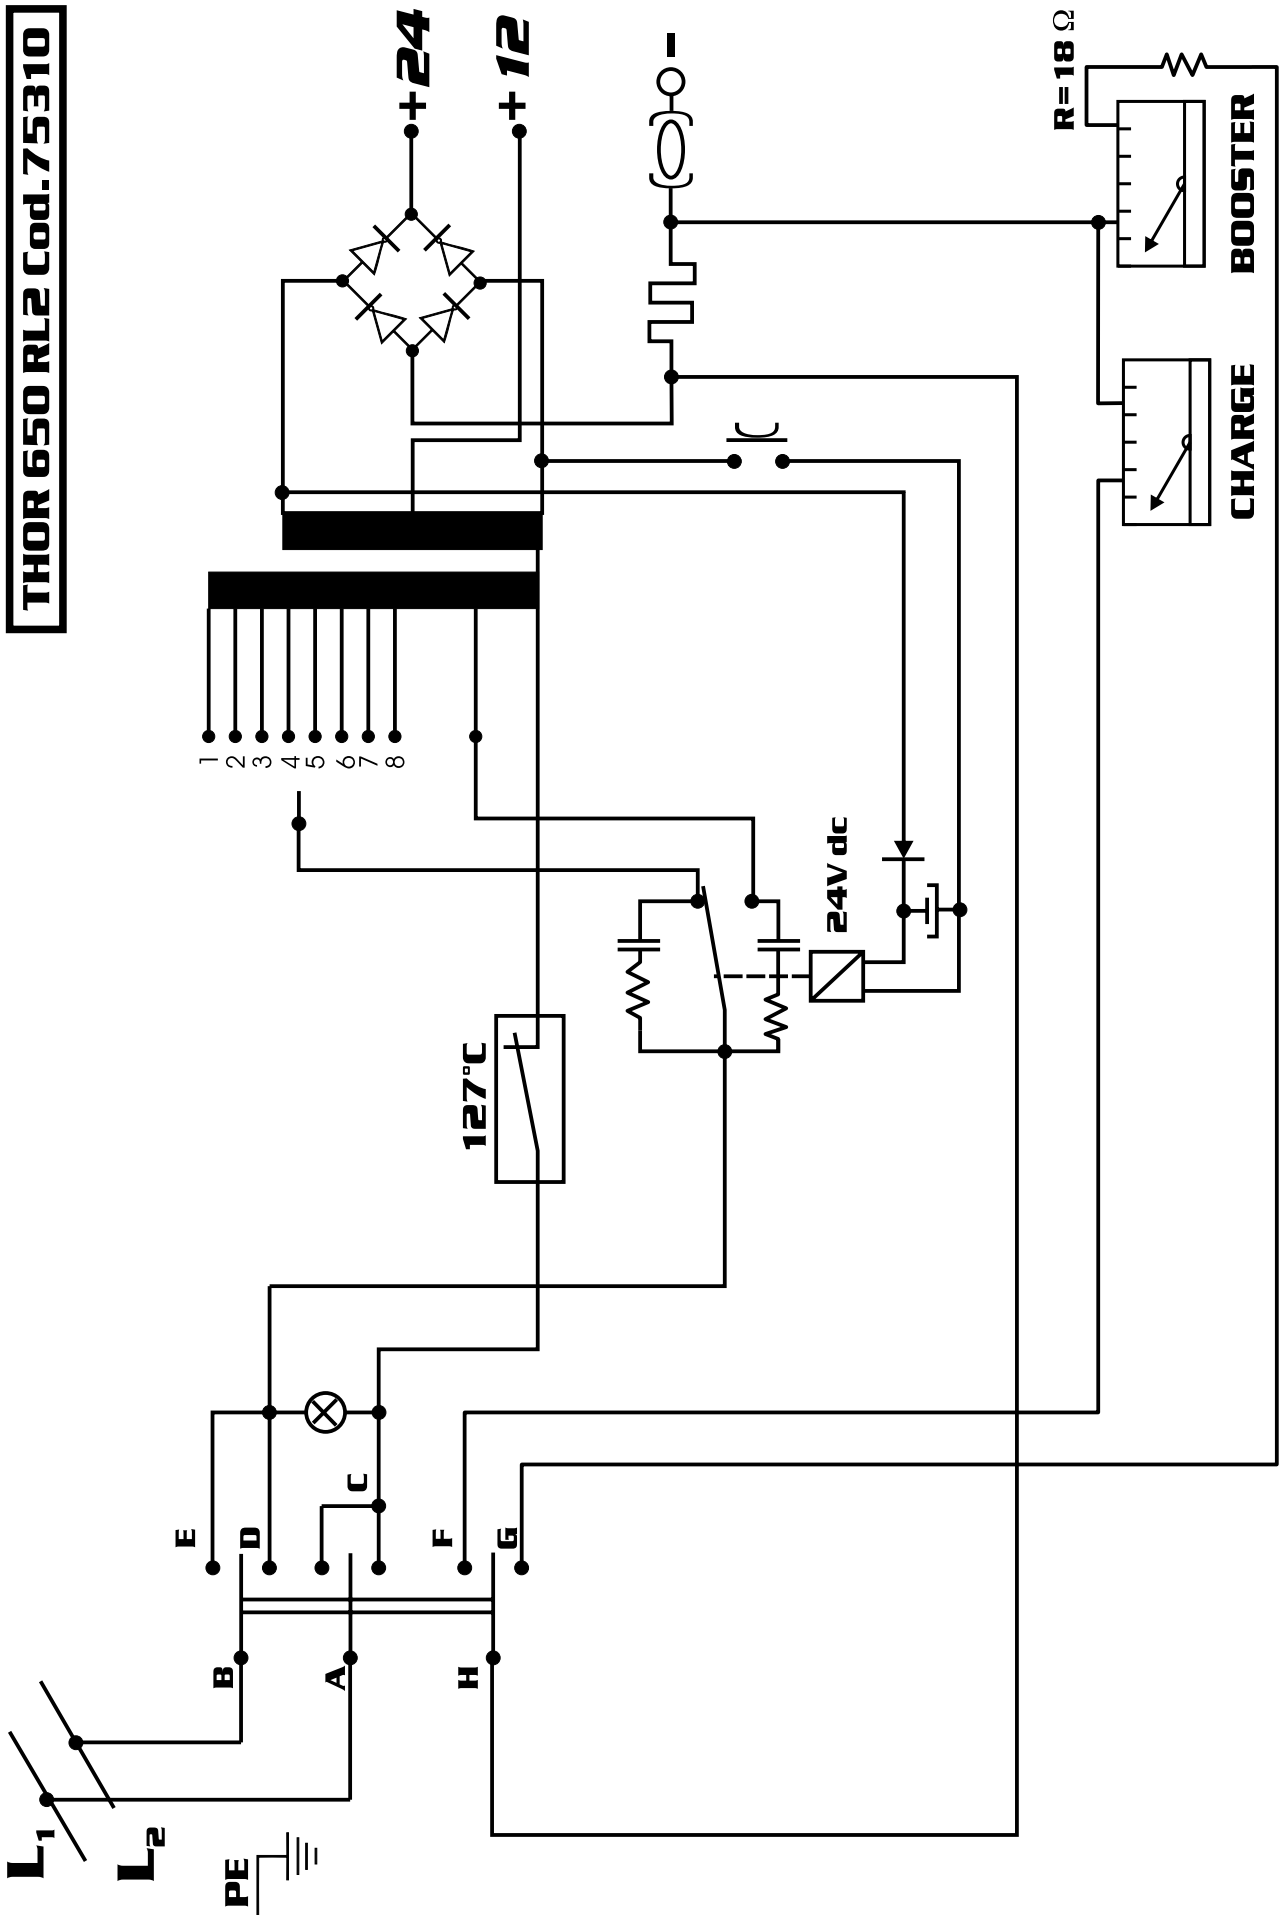 THOR 650 RL2 Cod.75310
+24
+12
-
R=18 Ω
BOOSTER
CHARGE
1
2
3
4
5
6
7
8
24V dc
127°C
E
D
C
F
G
B
A
H
L1
L2
PE